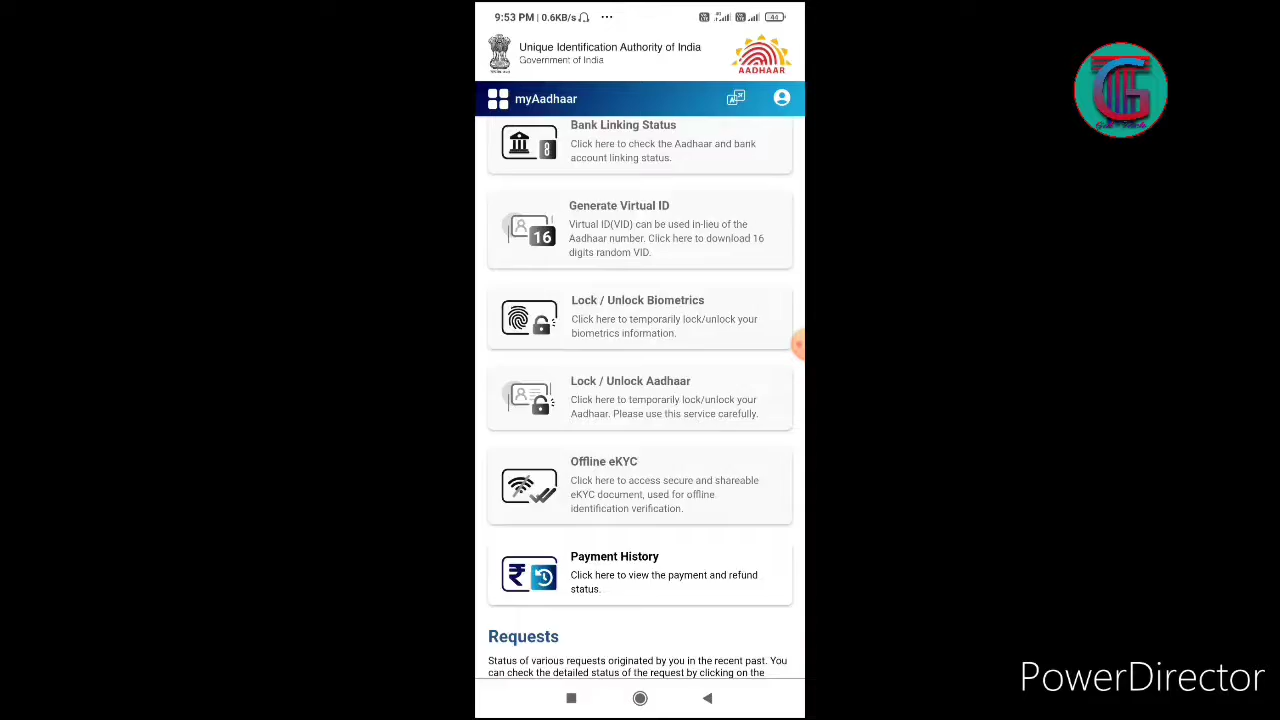 9:53 PM | 0.6KB/s
44
Unique Identification Authority of India
Government of India
AADHAAR
myAadhaar
Bank Linking Status
Click here to check the Aadhaar and bank
account linking status.
8
Generate Virtual ID
Virtual ID(VID) can be used in-lieu of the
Aadhaar number. Click here to download 16
digits random VID.
16
Lock / Unlock Biometrics
Click here to temporarily lock/unlock your
biometrics information.
Lock / Unlock Aadhaar
Click here to temporarily lock/unlock your
Aadhaar. Please use this service carefully.
Offline eKYC
Click here to access secure and shareable
eKYC document, used for offline
identification verification.
Payment History
Click here to view the payment and refund
status.
₹
Requests
Status of various requests originated by you in the recent past. You
can check the detailed status of the request by clicking on the
PowerDirector